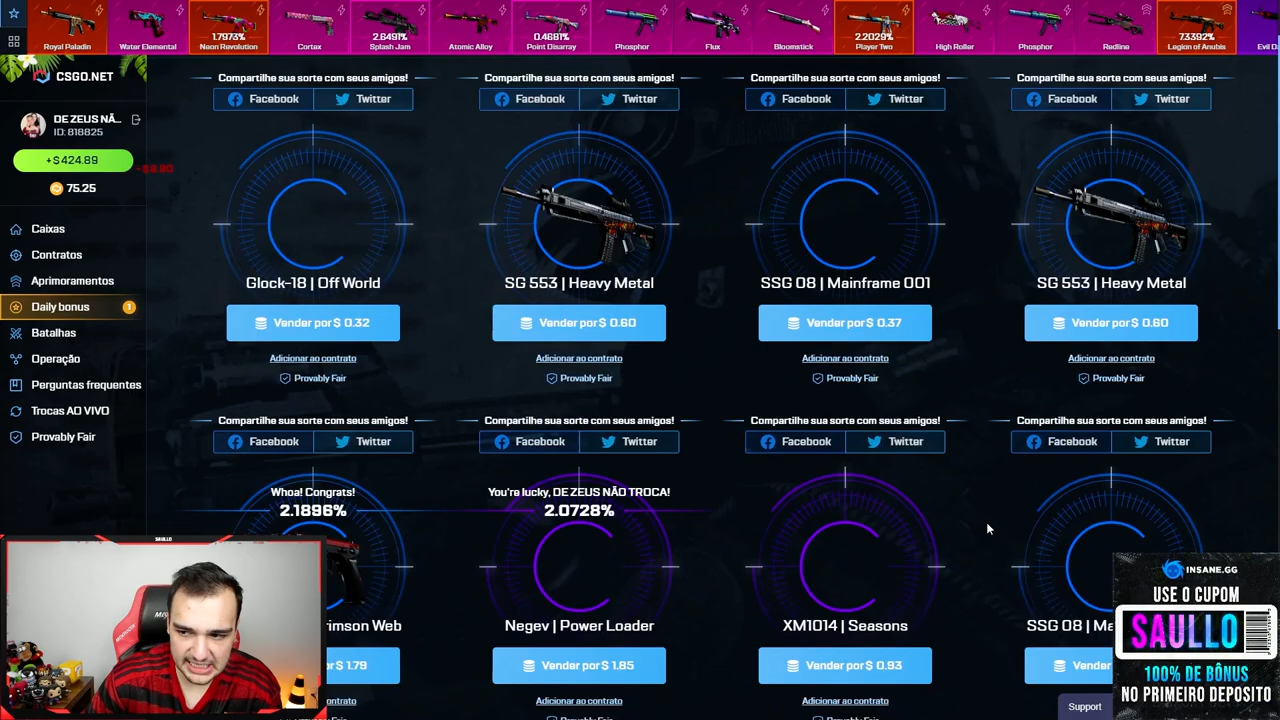 Royal Paladin
Water Elemental
1.7973%
Neon Revolution
Cortex
2.6491%
Splash Jam
Atomic Alloy
0.4681%
Point Disarray
Phosphor
Flux
Bloomstick
2.2029%
Player Two
High Roller
Phosphor
Redline
7.3392%
Legion of Anubis
CSGO.NET
DE ZEUS NÃ...
ID: 818825
+$424.89
75.25
Caixas
Contratos
Aprimoramentos
Daily bonus
1
Batalhas
Operação
Perguntas frequentes
Trocas AO VIVO
Provably Fair
Compartilhe sua sorte com seus amigos!
Facebook
Twitter
Glock-18 | Off World
Vender por $ 0.32
Adicionar ao contrato
Provably Fair
Compartilhe sua sorte com seus amigos!
Facebook
Twitter
SG 553 | Heavy Metal
Vender por $ 0.60
Adicionar ao contrato
Provably Fair
Compartilhe sua sorte com seus amigos!
Facebook
Twitter
SSG 08 | Mainframe 001
Vender por $ 0.37
Adicionar ao contrato
Provably Fair
Compartilhe sua sorte com seus amigos!
Facebook
Twitter
SG 553 | Heavy Metal
Vender por $ 0.60
Adicionar ao contrato
Provably Fair
Compartilhe sua sorte com seus amigos!
Facebook
Twitter
Whoa! Congrats!
2.1896%
rimson Web
$ 1.79
Compartilhe sua sorte com seus amigos!
Facebook
Twitter
You're lucky, DE ZEUS NÃO TROCA!
2.0728%
Negev | Power Loader
Vender por $ 1.85
Adicionar ao contrato
Compartilhe sua sorte com seus amigos!
Facebook
Twitter
XM1014 | Seasons
Vender por $ 0.93
Adicionar ao contrato
Compartilhe sua sorte com seus amigos!
Facebook
Twitter
SSG 08 | Ma
Vender
Support
SAULLO
INSANE.GG
USE O CUPOM
SAULLO
100% DE BÔNUS
NO PRIMEIRO DEPOSITO